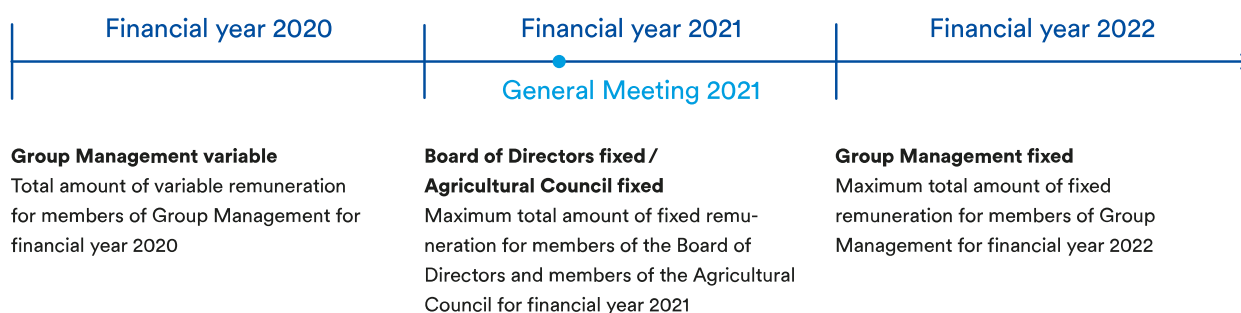 Financial year 2020
Financial year 2021
Financial year 2022
General Meeting 2021
Group Management variable
Total amount of variable remuneration
for members of Group Management for
financial year 2020
Board of Directors fixed /
Agricultural Council fixed
Maximum total amount of fixed remu-
neration for members of the Board of
Directors and members of the Agricultural
Council for financial year 2021
Group Management fixed
Maximum total amount of fixed
remuneration for members of Group
Management for financial year 2022